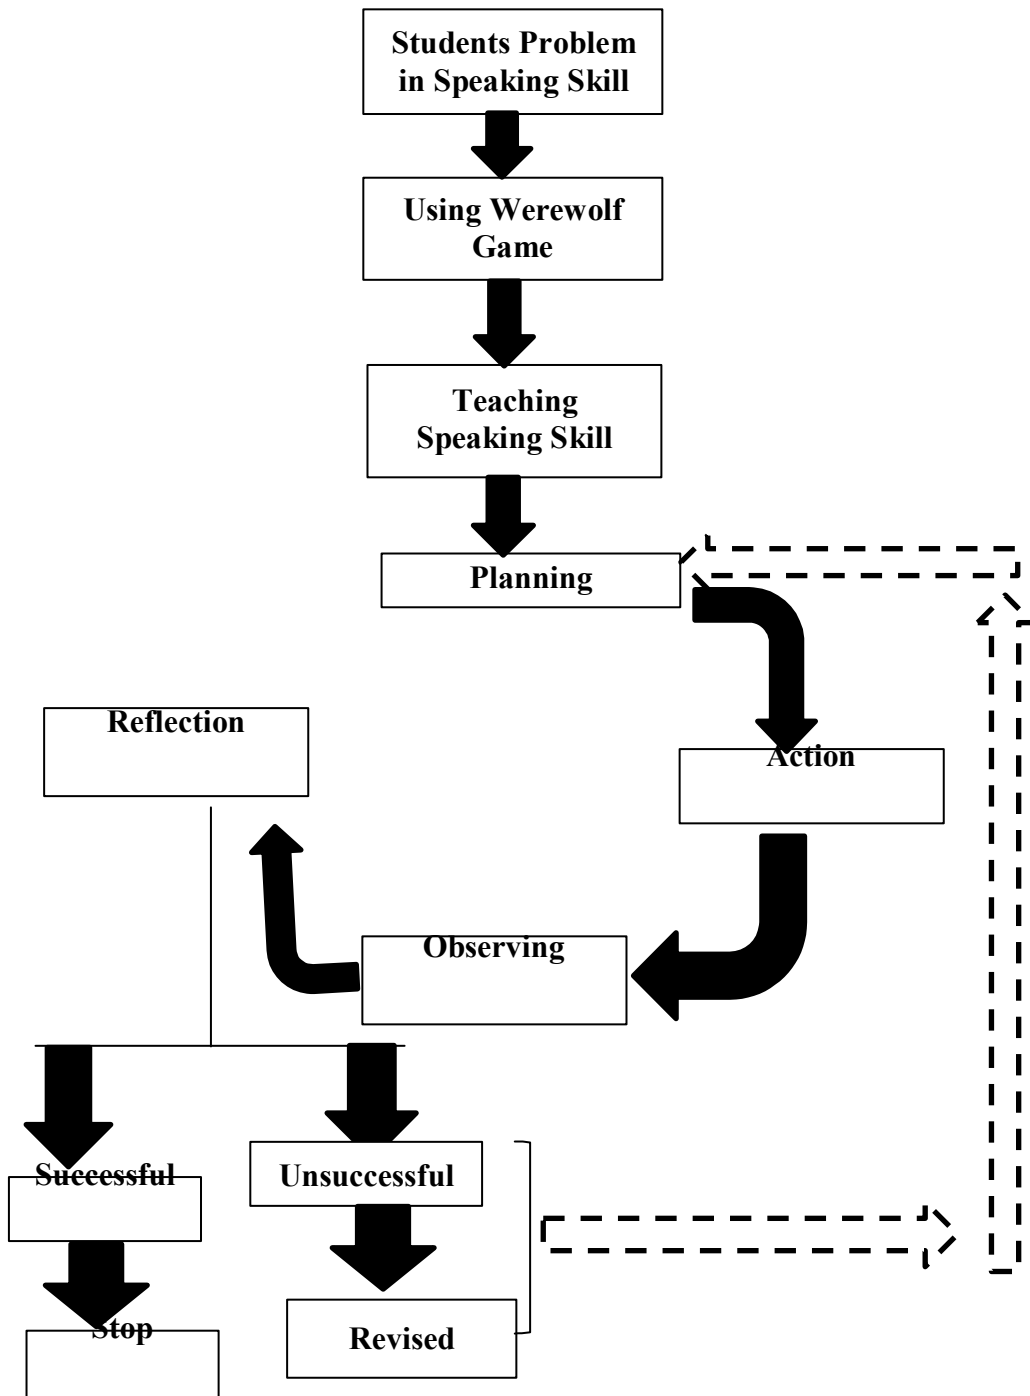 Students Problem
in Speaking Skill
Using Werewolf
Game
Teaching
Speaking Skill
Planning
Reflection
Action
Observing
Successful
Unsuccessful
Stop
Revised